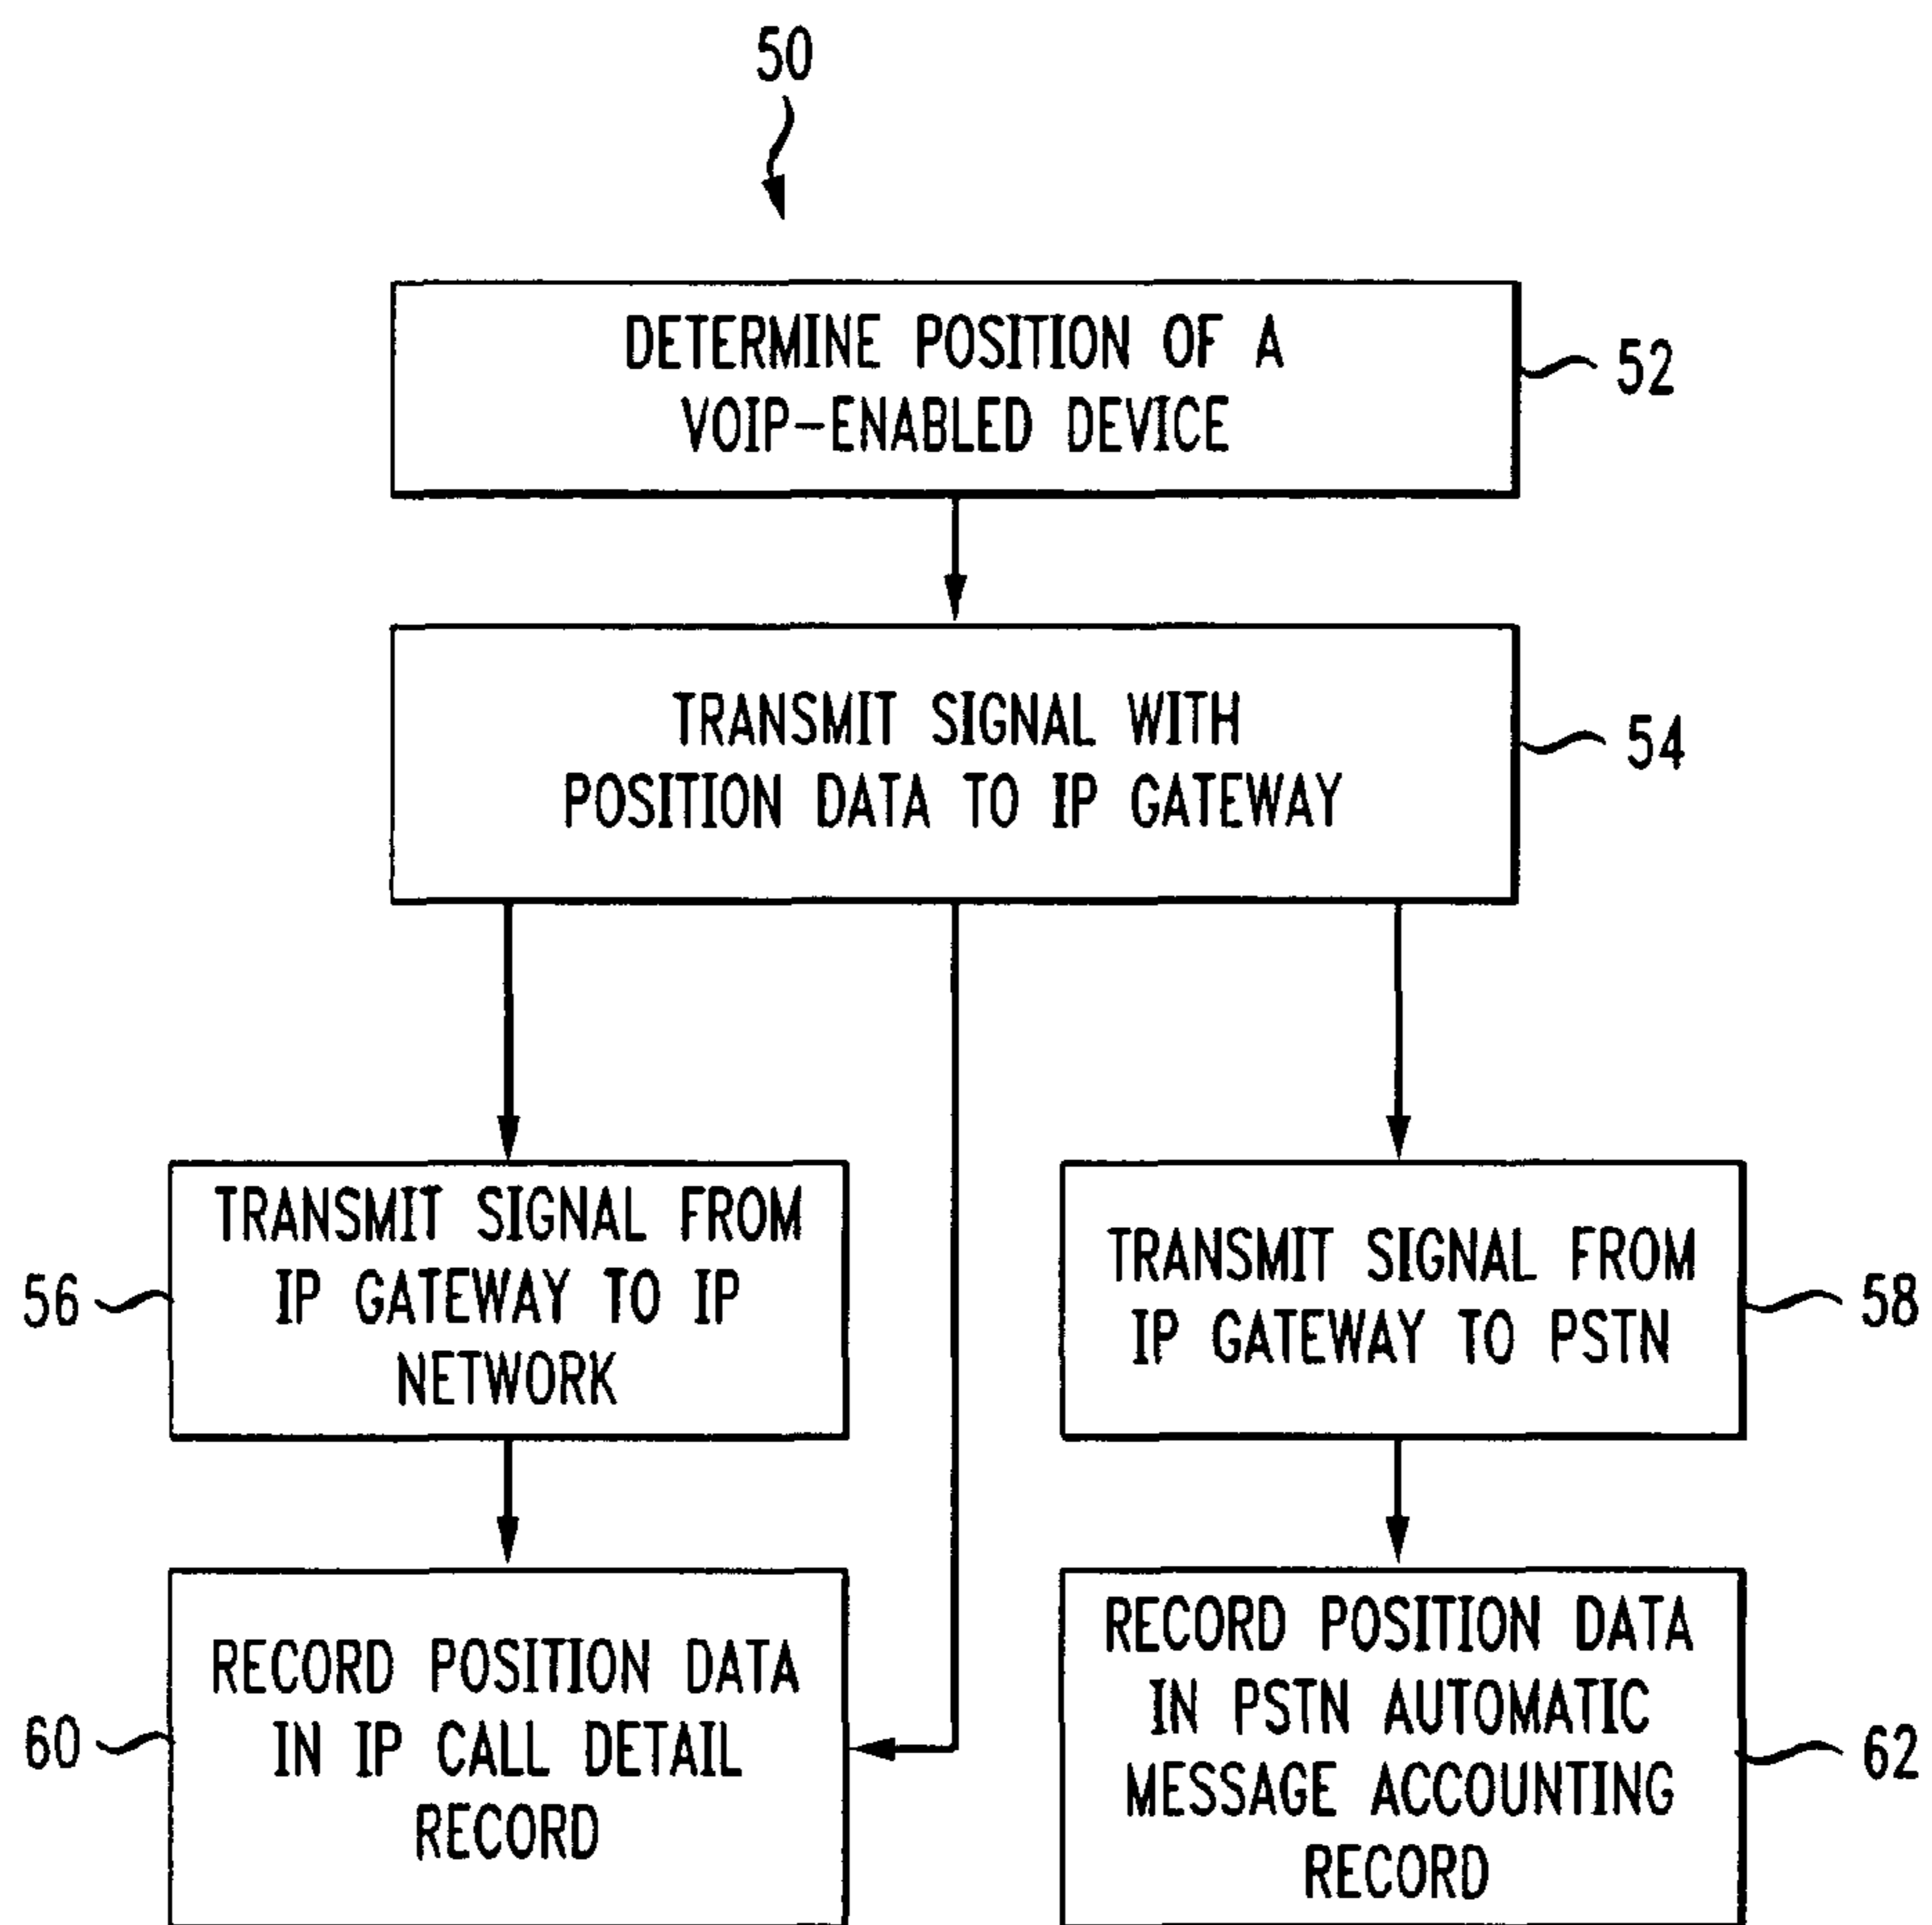 50
DETERMINE POSITION OF A
VOIP-ENABLED DEVICE
52
TRANSMIT SIGNAL WITH
POSITION DATA TO IP GATEWAY
54
TRANSMIT SIGNAL FROM
IP GATEWAY TO IP
NETWORK
56
TRANSMIT SIGNAL FROM
IP GATEWAY TO PSTN
58
RECORD POSITION DATA
IN IP CALL DETAIL
RECORD
60
RECORD POSITION DATA
IN PSTN AUTOMATIC
MESSAGE ACCOUNTING
RECORD
62